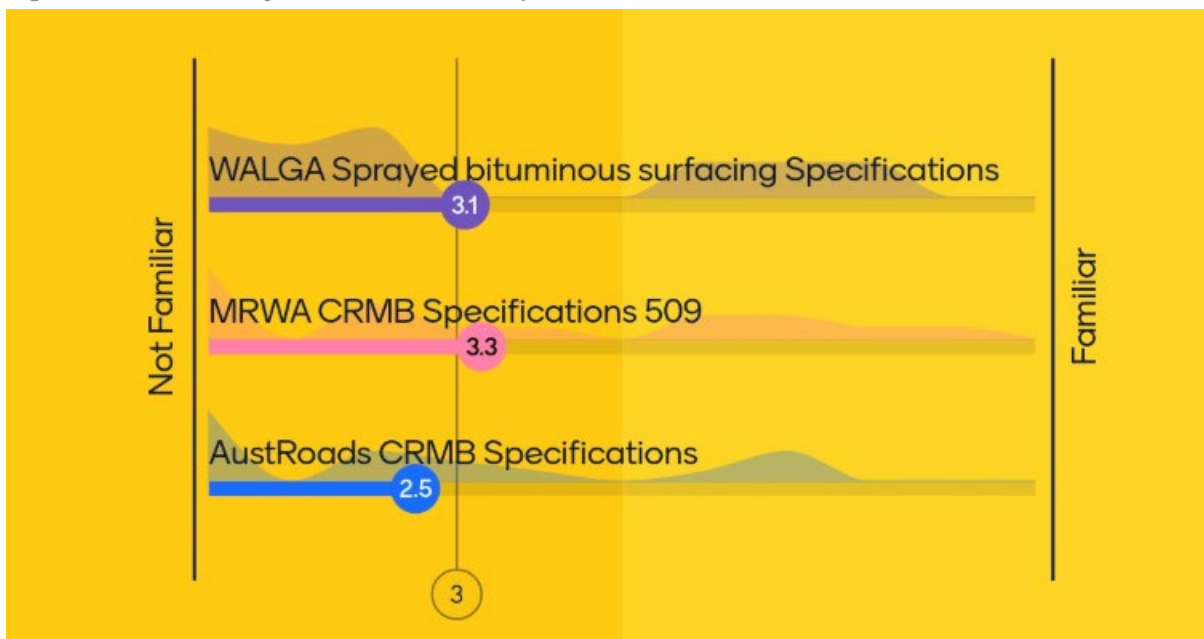 WALGA Sprayed bituminous surfacing Specifications
3.1
Not Familiar
Familiar
MRWA CRMB Specifications 509
3.3
AustRoads CRMB Specifications
2.5
3